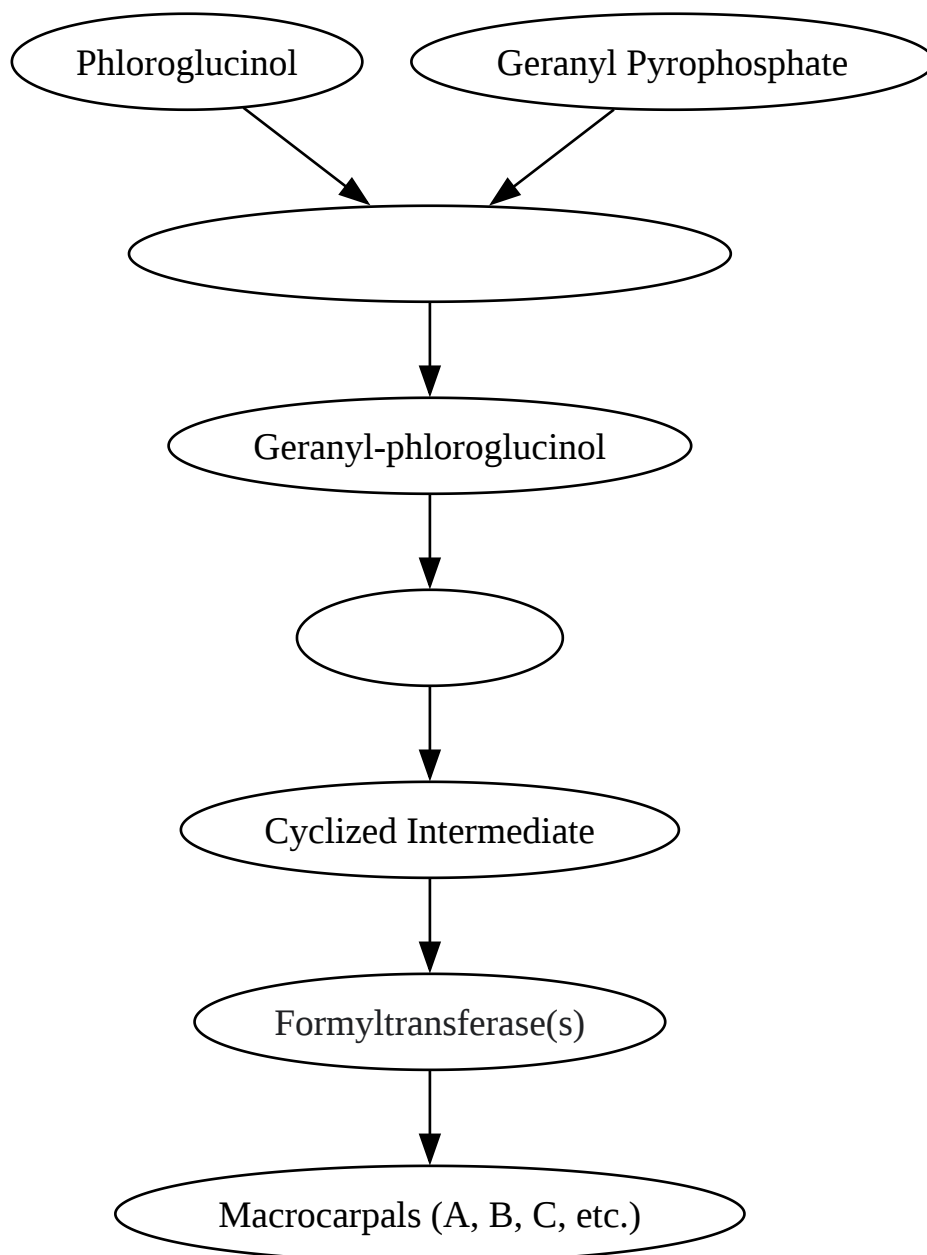 Phloroglucinol
Geranyl Pyrophosphate
Geranyl-phloroglucinol
Cyclized Intermediate
Formyltransferase(s)
Macrocarpals (A, B, C, etc.)